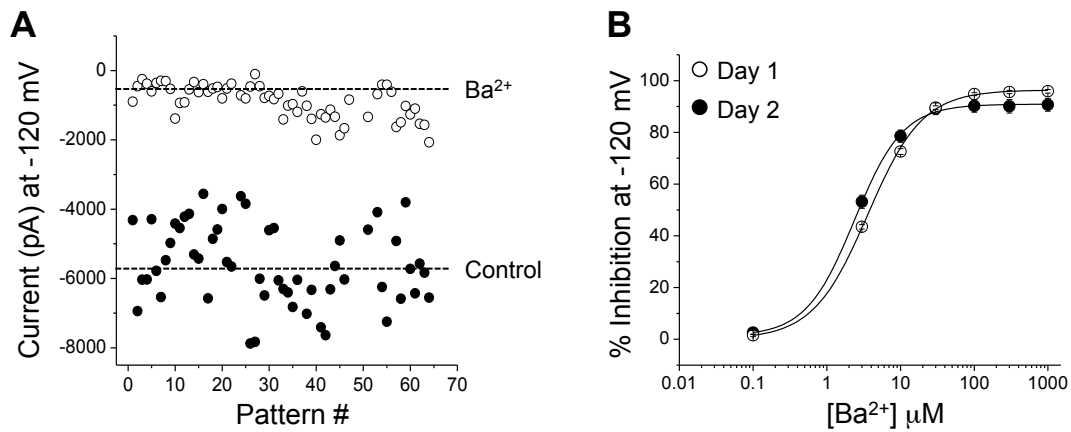 A
Current (pA) at -120 mV
0
-2000
-4000
-6000
-8000
Ba²⁺
Control
0 10 20 30 40 50 60 70
Pattern #
B
% Inhibition at -120 mV
Day 1
Day 2
100
80
60
40
20
0
0.01 0.1 1 10 100 1000
[Ba²⁺] μM